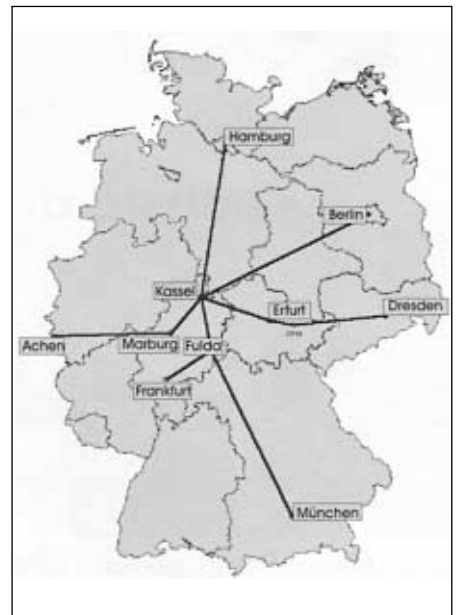 Hamburg
Berlin
Kassel
Erfurt
Dresden
Achen
Marburg
Fulda
Frankfurt
München